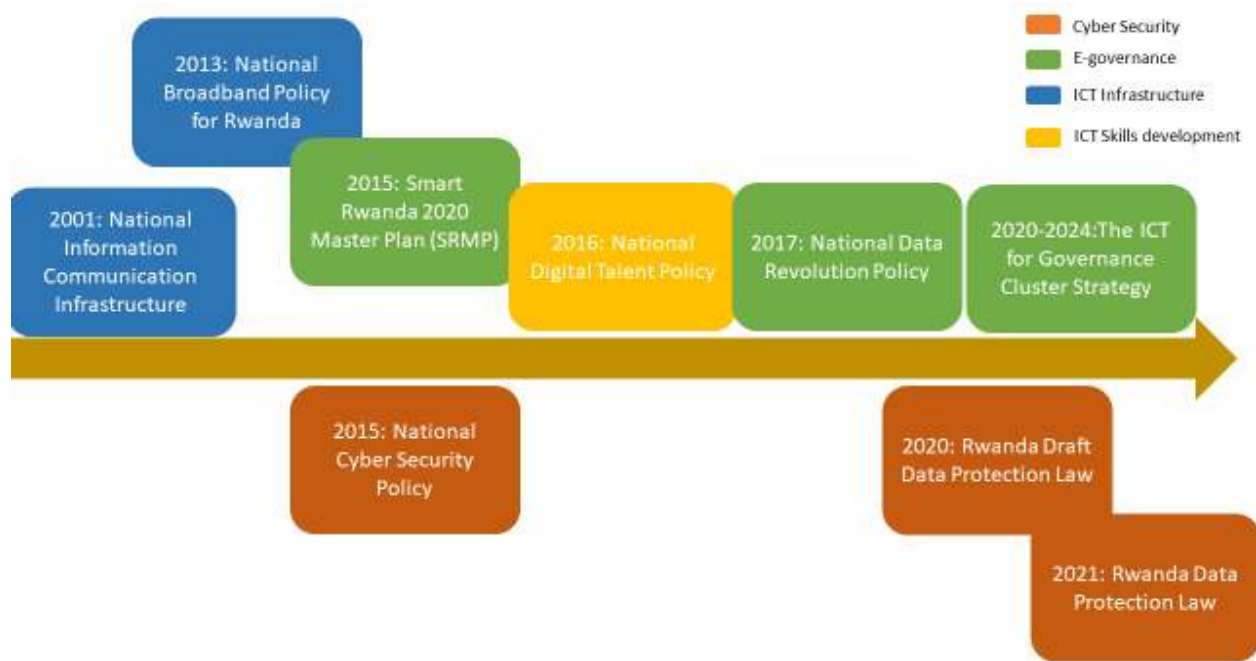 Cyber Security
E-governance
ICT Infrastructure
ICT Skills development
2013: National
Broadband Policy
for Rwanda
2015: Smart
Rwanda 2020
Master Plan (SRMP)
2001: National
Information
Communication
Infrastructure
2016: National
Digital Talent Policy
2017: National Data
Revolution Policy
2020-2024:The ICT
for Governance
Cluster Strategy
2015: National
Cyber Security
Policy
2020: Rwanda Draft
Data Protection Law
2021: Rwanda Data
Protection Law